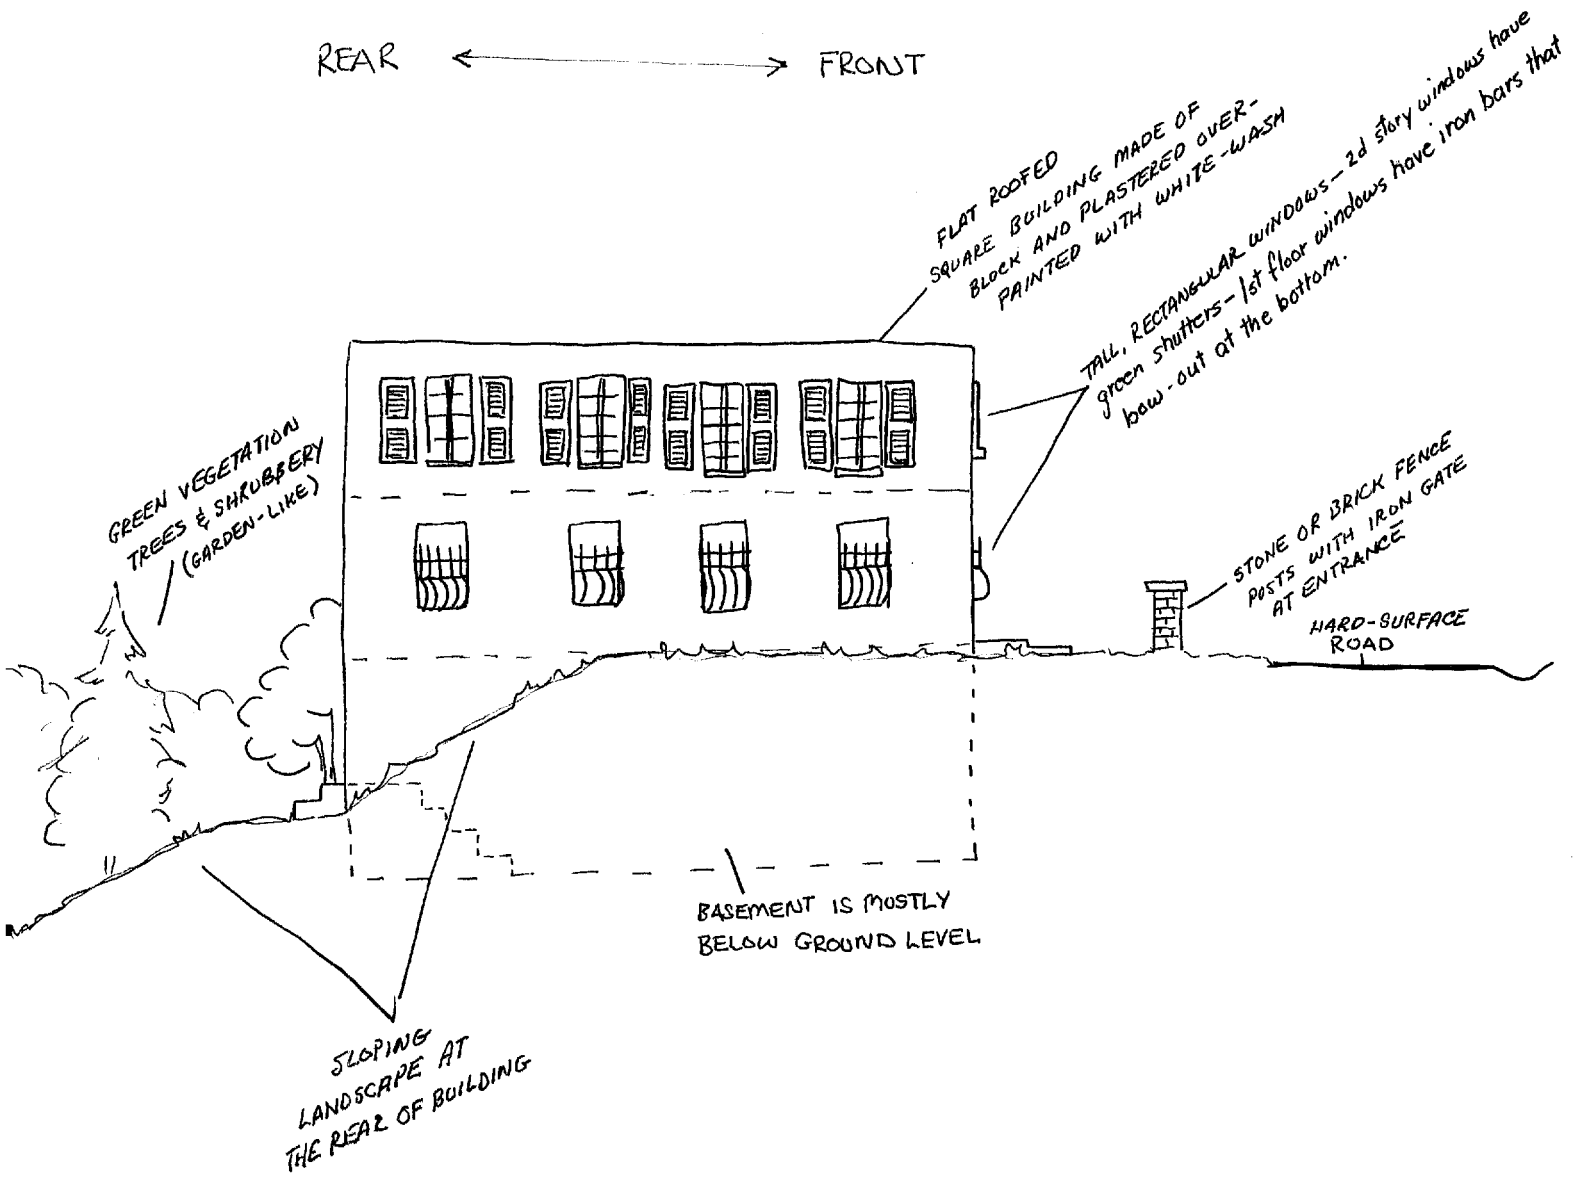 REAR
FRONT
FLAT ROOFED
SQUARE BUILDING MADE OF
BLOCK AND PLASTERED OVER-
PAINTED WITH WHITE-WASH
TALL, RECTANGULAR WINDOWS - 2d story windows have
green shutters - 1st floor windows have iron bars that
bow-out at the bottom.
GREEN VEGETATION
TREES & SHRUBBERY
(GARDEN-LIKE)
STONE OR BRICK FENCE
POSTS WITH IRON GATE
AT ENTRANCE
HARD-SURFACE
ROAD
BASEMENT IS MOSTLY
BELOW GROUND LEVEL
SLOPING
LANDSCAPE AT
THE REAR OF BUILDING